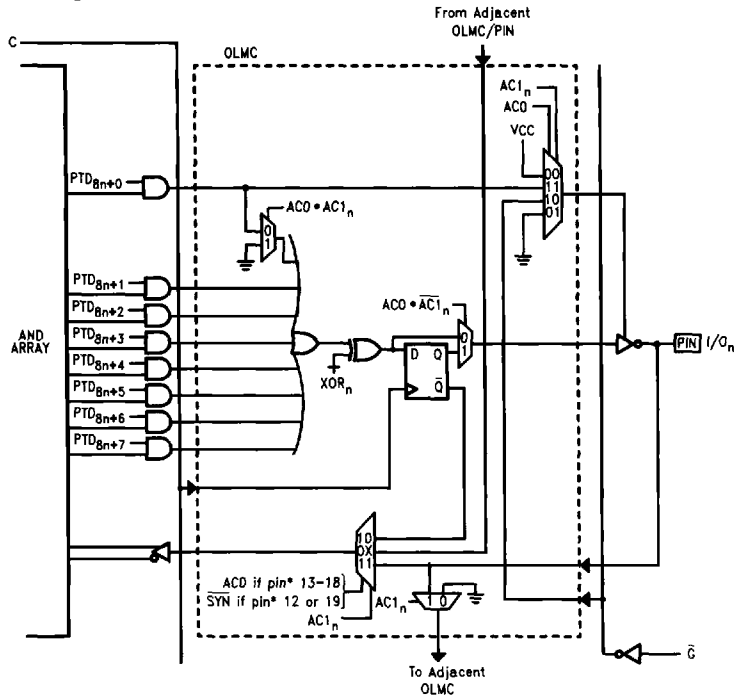 From Adjacent
OLMC/PIN
C
OLMC
AC1n
AC0
VCC
00
11
10
01
PTD8n+0
AC0 • AC1n
0
1
PTD8n+1
PTD8n+2
PTD8n+3
PTD8n+4
PTD8n+5
PTD8n+6
PTD8n+7
AND
ARRAY
AC0 • A̅C̅1̅n
0
1
XORn
D Q
Q̅
PIN I/On
10
0X
11
AC0 if pin* 13-18
S̅Y̅N̅ if pin* 12 or 19
AC1n
AC1n
1 0
G̅
To Adjacent
OLMC